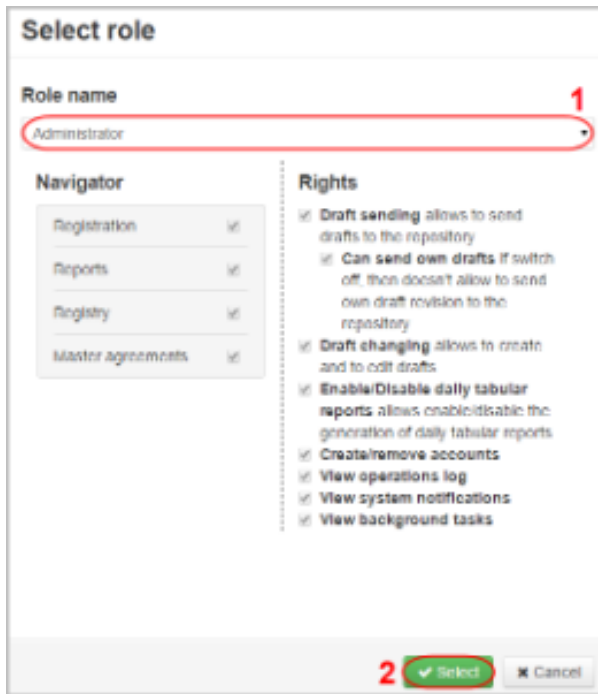 Select role
Role name
1
Administrator
Navigator
Registration
Reports
Registry
Master agreements
Rights
Draft sending allows to send
drafts to the repository
Can send own drafts if switch
off, then doesn't allow to send
own draft revision to the
repository
Draft changing allows to create
and to edit drafts
Enable/Disable daily tabular
reports allows enable/disable the
generation of daily tabular reports
Create/remove accounts
View operations log
View system notifications
View background tasks
2
Select
Cancel